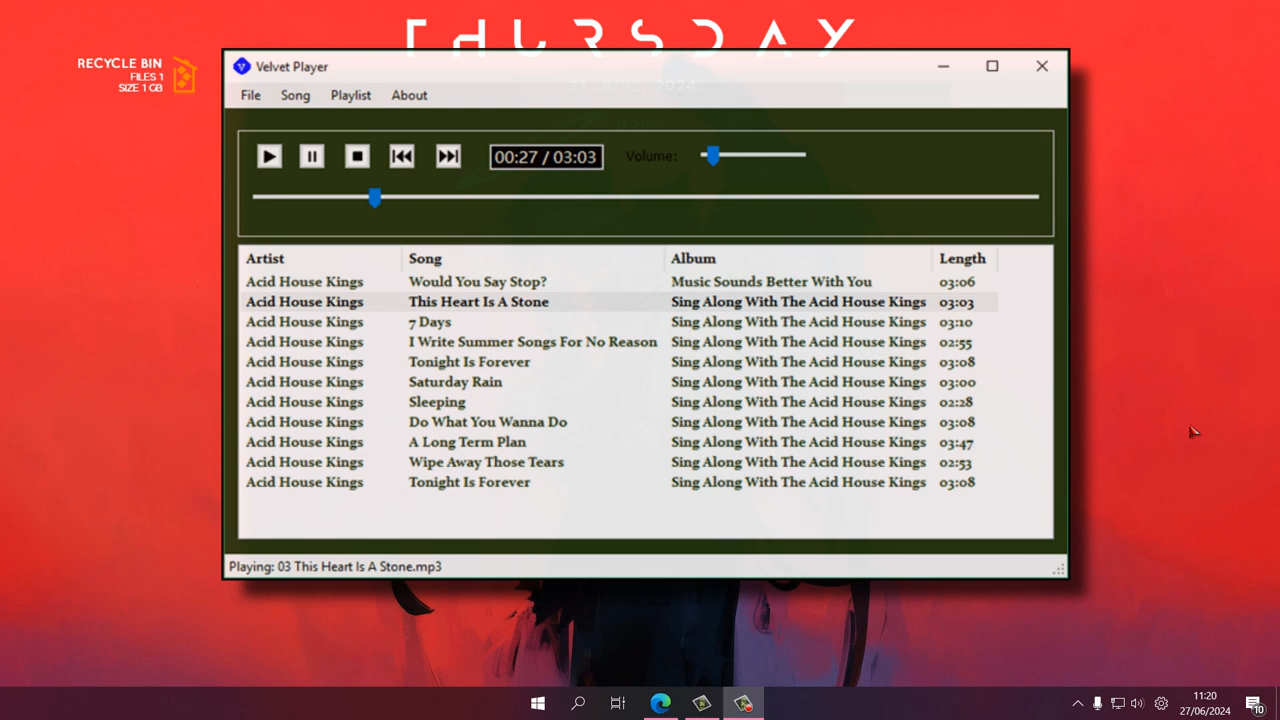 THURSDAY
RECYCLE BIN
FILES 1
SIZE 1 GB
Velvet Player
27 JUNE, 2024.
File Song Playlist About
00:27 / 03:03 Volume:
Artist Song Album Length
Acid House Kings Would You Say Stop? Music Sounds Better With You 03:06
Acid House Kings This Heart Is A Stone Sing Along With The Acid House Kings 03:03
Acid House Kings 7 Days Sing Along With The Acid House Kings 03:10
Acid House Kings I Write Summer Songs For No Reason Sing Along With The Acid House Kings 02:55
Acid House Kings Tonight Is Forever Sing Along With The Acid House Kings 03:08
Acid House Kings Saturday Rain Sing Along With The Acid House Kings 03:00
Acid House Kings Sleeping Sing Along With The Acid House Kings 02:28
Acid House Kings Do What You Wanna Do Sing Along With The Acid House Kings 03:08
Acid House Kings A Long Term Plan Sing Along With The Acid House Kings 03:47
Acid House Kings Wipe Away Those Tears Sing Along With The Acid House Kings 02:53
Acid House Kings Tonight Is Forever Sing Along With The Acid House Kings 03:08
Playing: 03 This Heart Is A Stone.mp3
11:20
27/06/2024
10